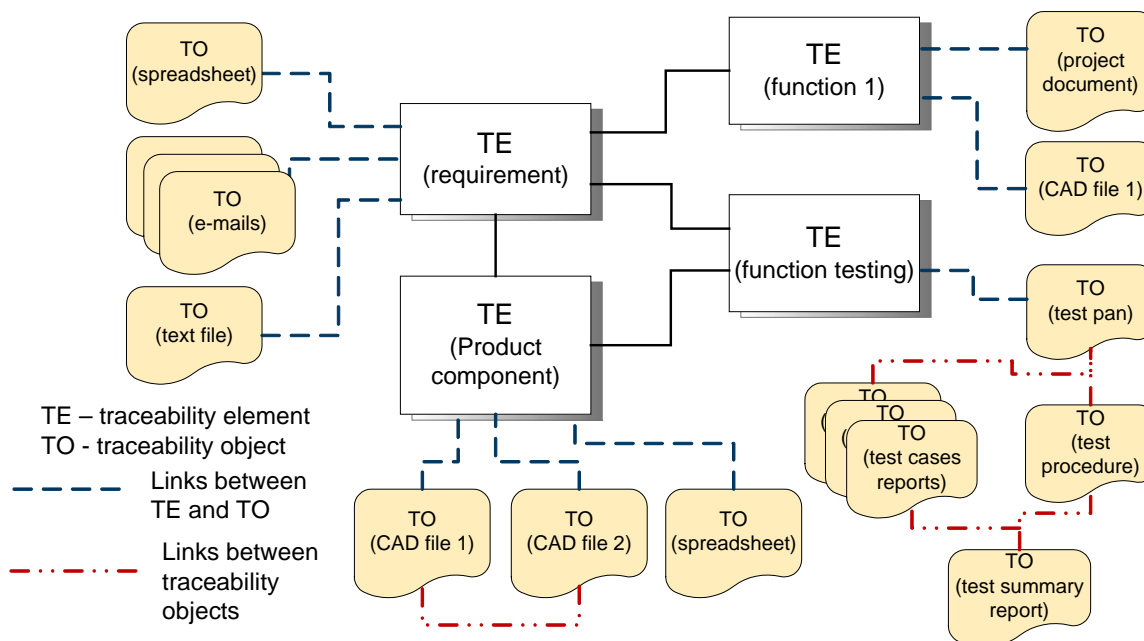 TO
(spreadsheet)
TO
(e-mails)
TO
(text file)
TE
(requirement)
TE
(function 1)
TE
(function testing)
TE
(Product
component)
TO
(project
document)
TO
(CAD file 1)
TO
(test pan)
TO
TO
TO
(test cases
reports)
TO
(test
procedure)
TO
(test summary
report)
TO
(CAD file 1)
TO
(CAD file 2)
TO
(spreadsheet)
TE – traceability element
TO - traceability object
Links between
TE and TO
Links between
traceability
objects